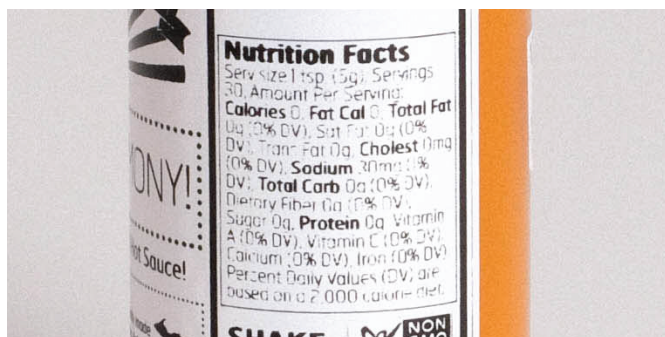 Nutrition Facts
Serv size 1 tsp. (5g), Servings
30, Amount Per Serving:
Calories 0, Fat Cal 0, Total Fat
0g (0% DV), Sat Fat 0g (0%
DV), Trans Fat 0g, Cholest 0mg
(0% DV), Sodium 30mg (1%
DV), Total Carb 0g (0% DV),
Dietary Fiber 0g (0% DV),
Sugar 0g, Protein 0g, Vitamin
A (0% DV), Vitamin C (0% DV),
Calcium (0% DV), Iron (0% DV)
Percent Daily Values (DV) are
based on a 2,000 calorie diet.
ONY!
ot Sauce!
made
SHAKE
NON
GMO